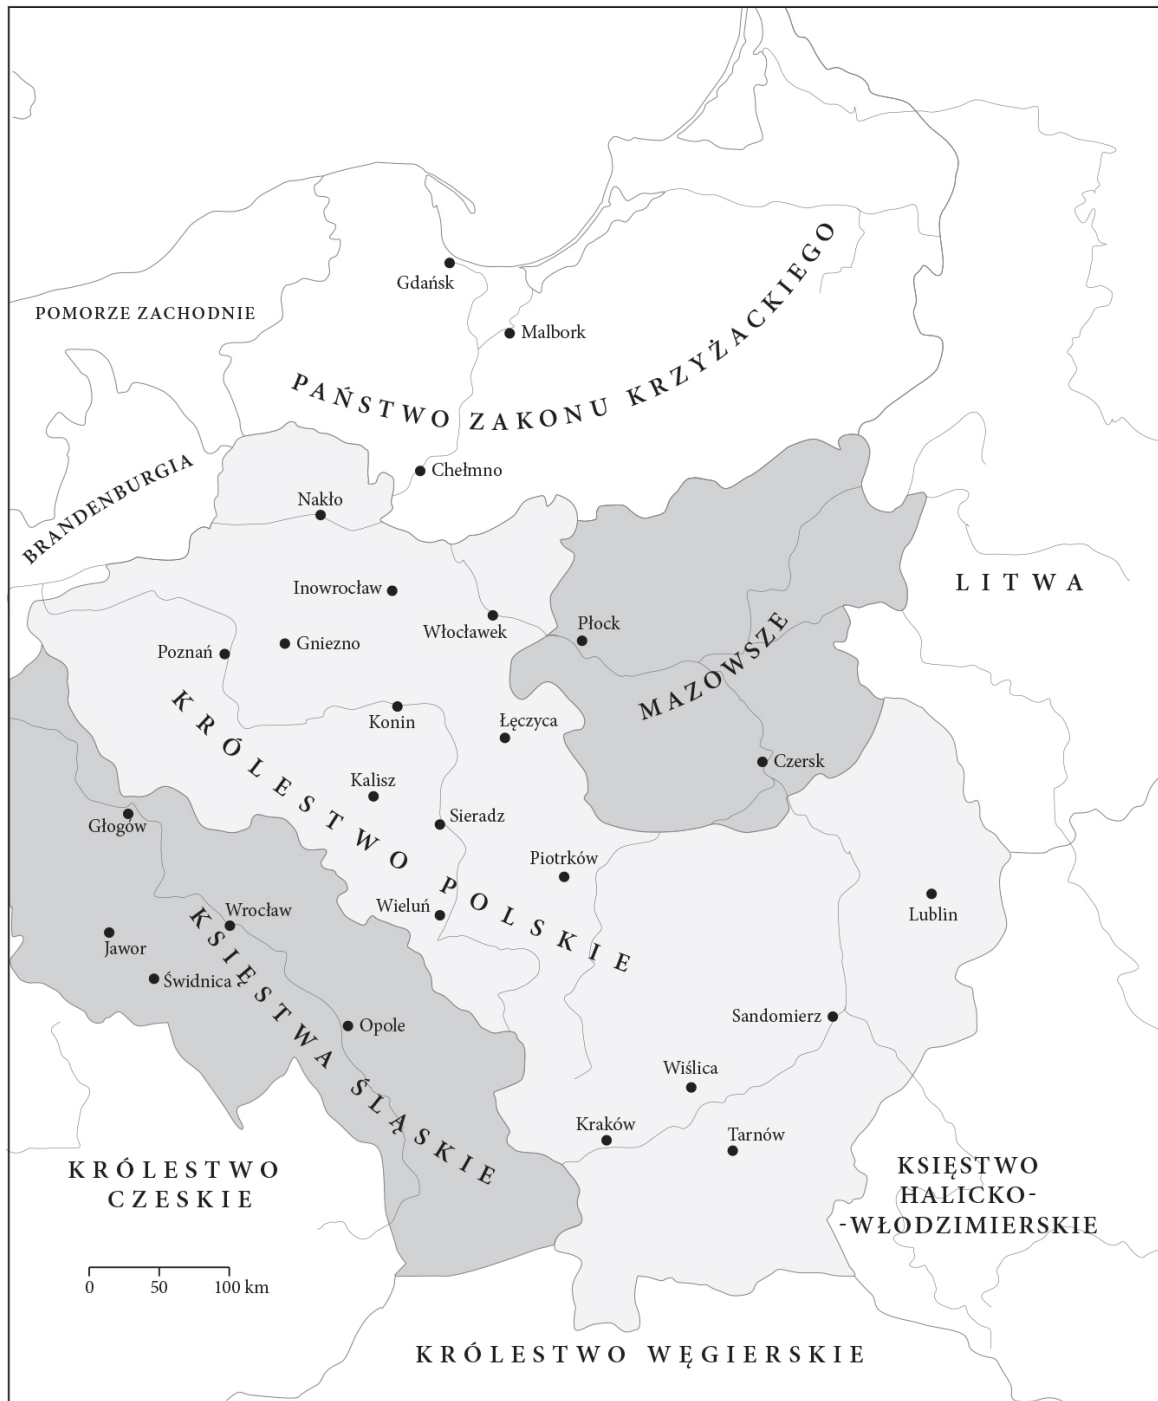 Gdańsk
POMORZE ZACHODNIE
Malbork
PAŃSTWO ZAKONU KRZYŻACKIEGO
BRANDENBURGIA
Chełmno
Nakło
Inowrocław
LITWA
Włocławek
Płock
Poznań
Gniezno
MAZOWSZE
Konin
Łęczyca
KRÓLESTWO POLSKIE
Czersk
Kalisz
Głogów
Sieradz
Piotrków
Wrocław
Wieluń
Lublin
Jawor
Świdnica
KSIĘSTWA ŚLĄSKIE
Opole
Sandomierz
Wiślica
Kraków
Tarnów
KRÓLESTWO
CZESKIE
KSIĘSTWO
HALICKO-
-WŁODZIMIERSKIE
0 50 100 km
KRÓLESTWO WĘGIERSKIE